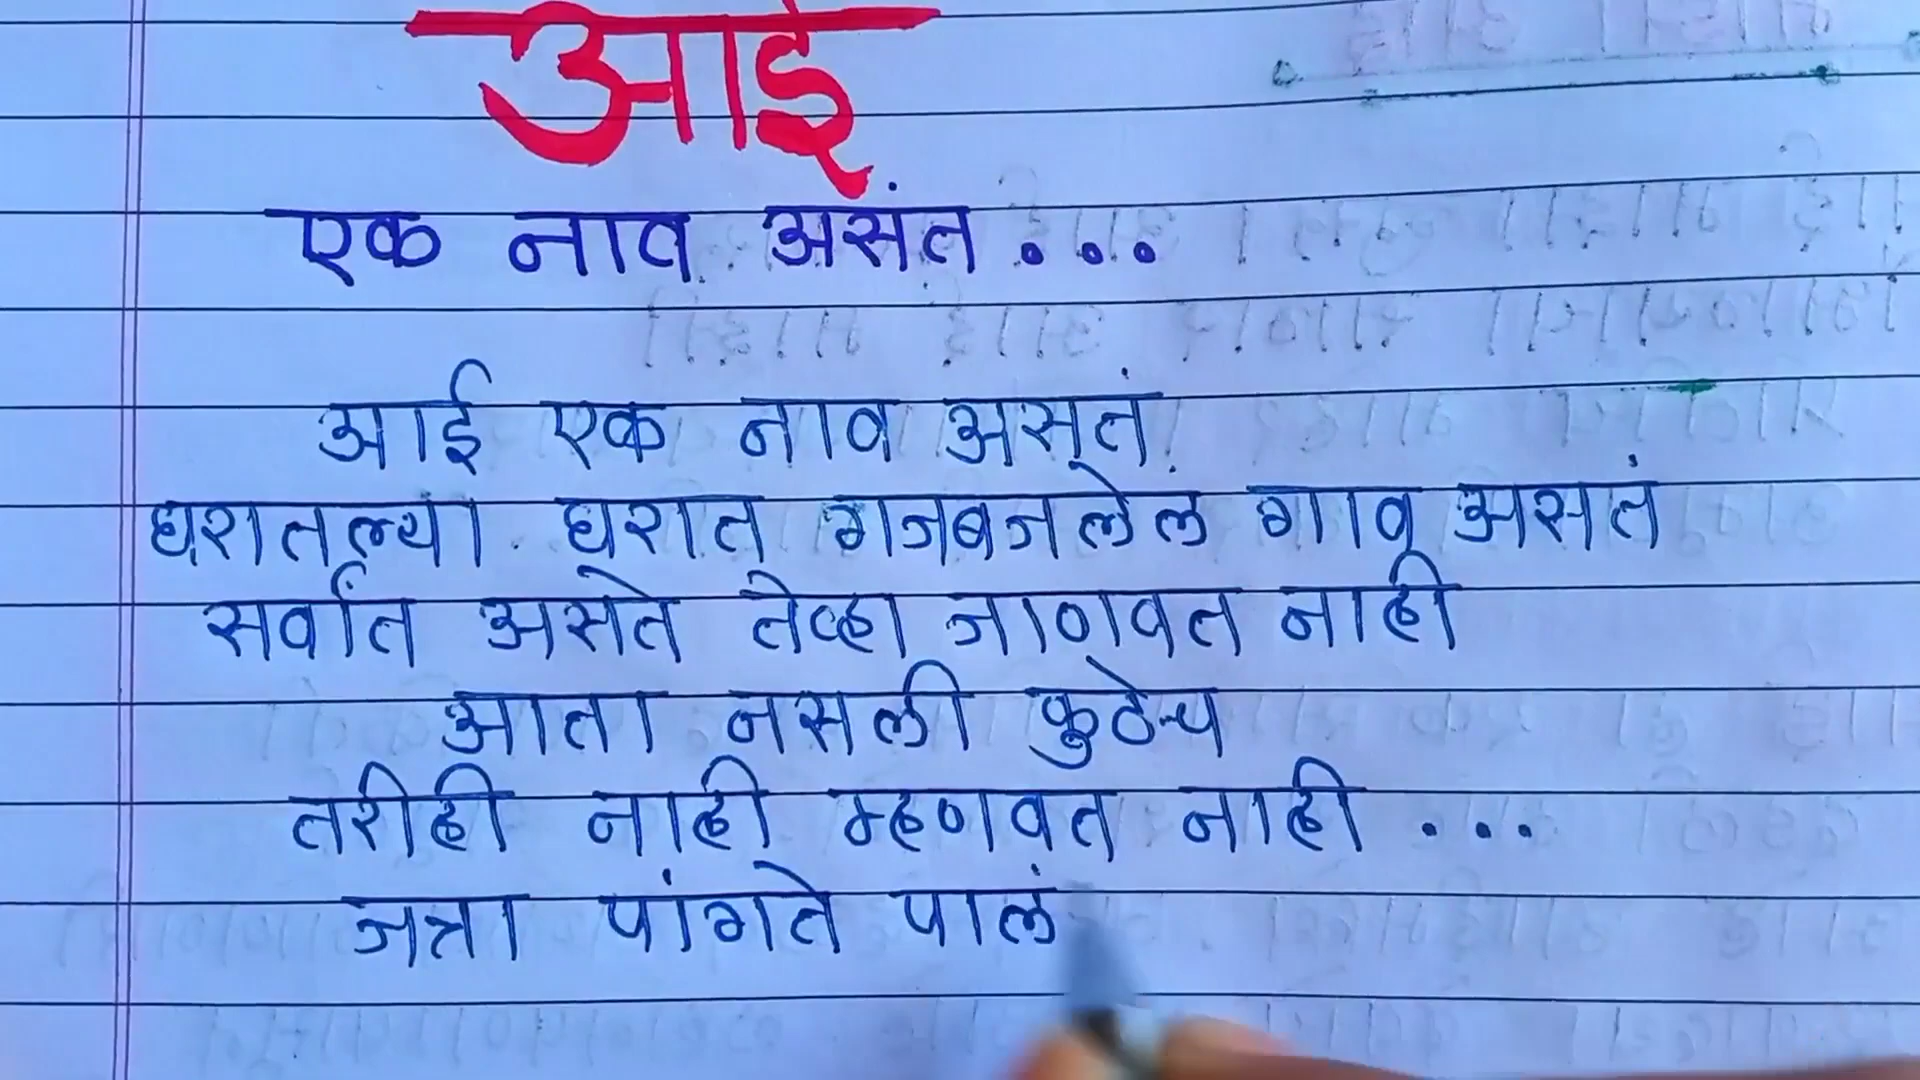 आई
एक नाव असंत...
आई एक नाव असतं
घरातल्या घरात गजबजलेल गाव असतं
सर्वांत असते तेव्हा जाणवत नाही
आता नसली कुठेच
तरीही नाही म्हणवत नाही ...
जत्रा पांगते पालं